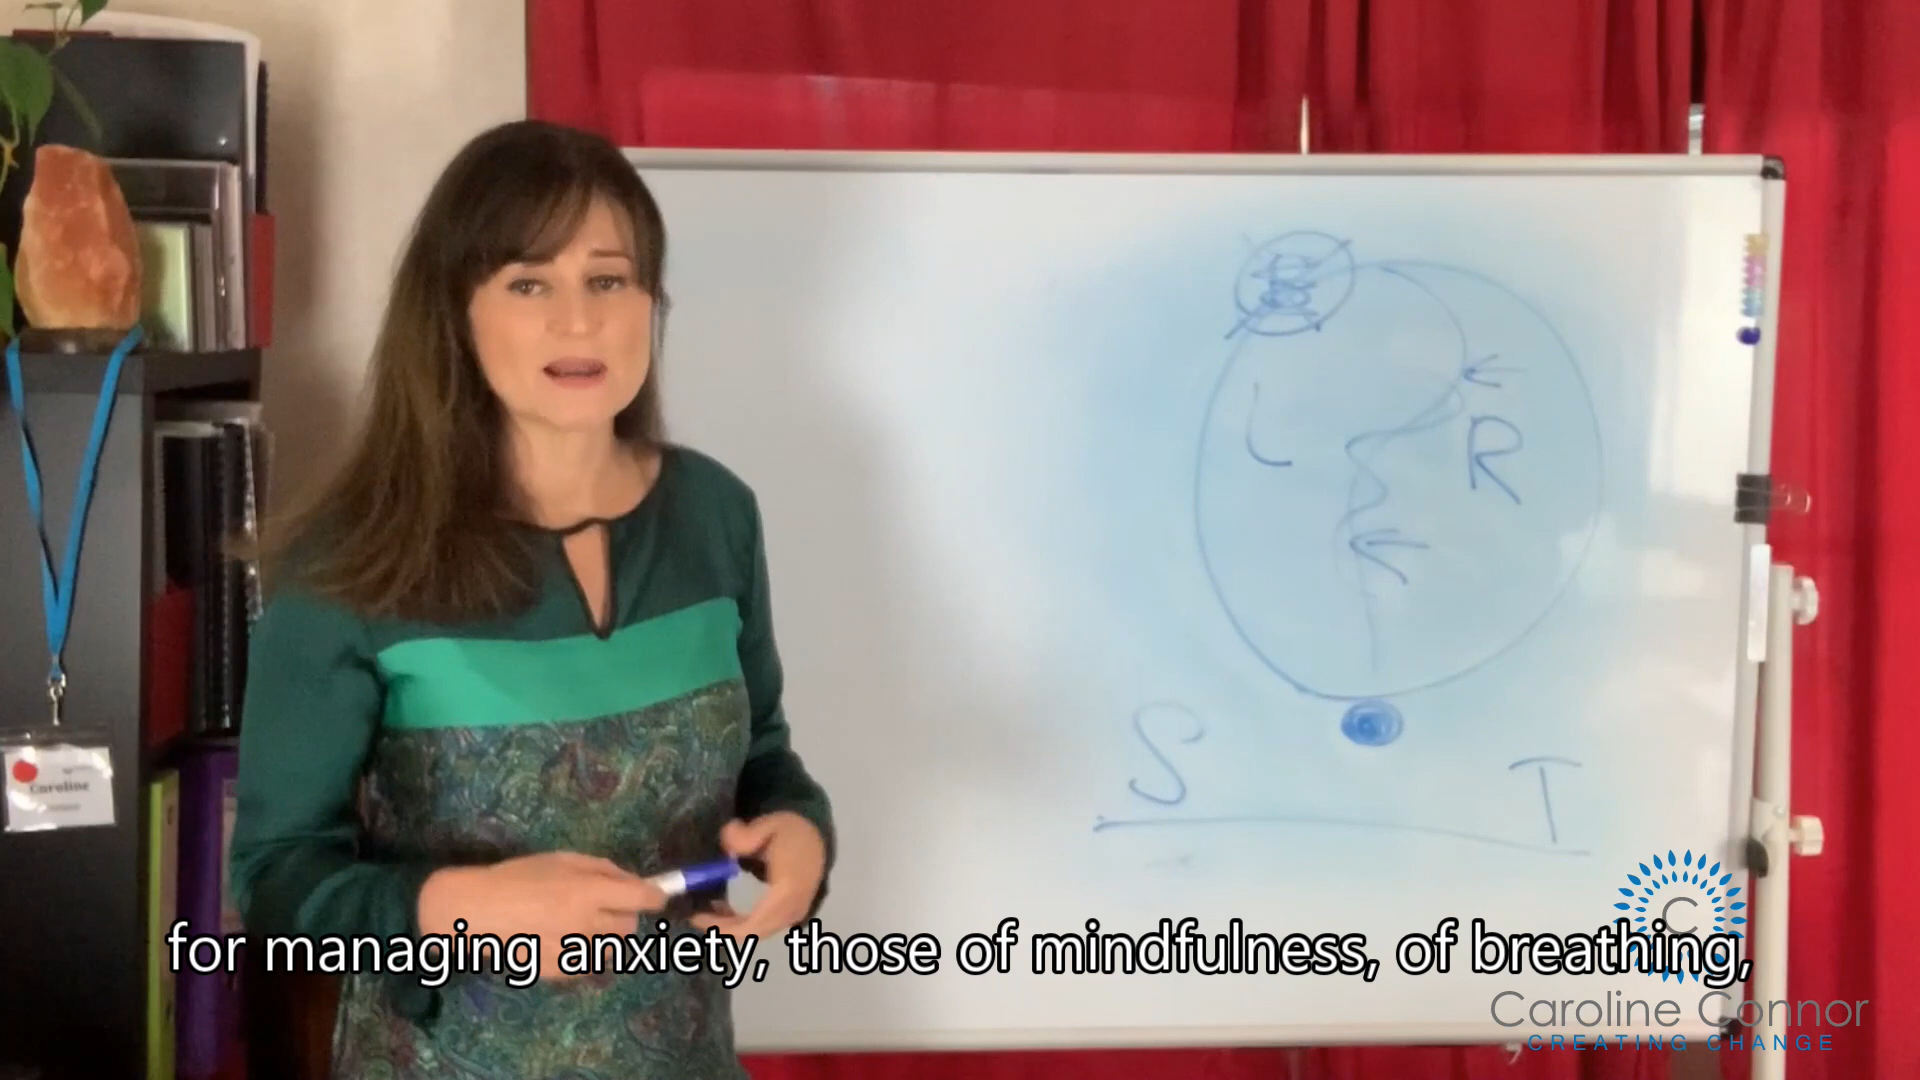 L
R
S
T
Caroline
for managing anxiety, those of mindfulness, of breathing,
C
Caroline Connor
CREATING CHANGE